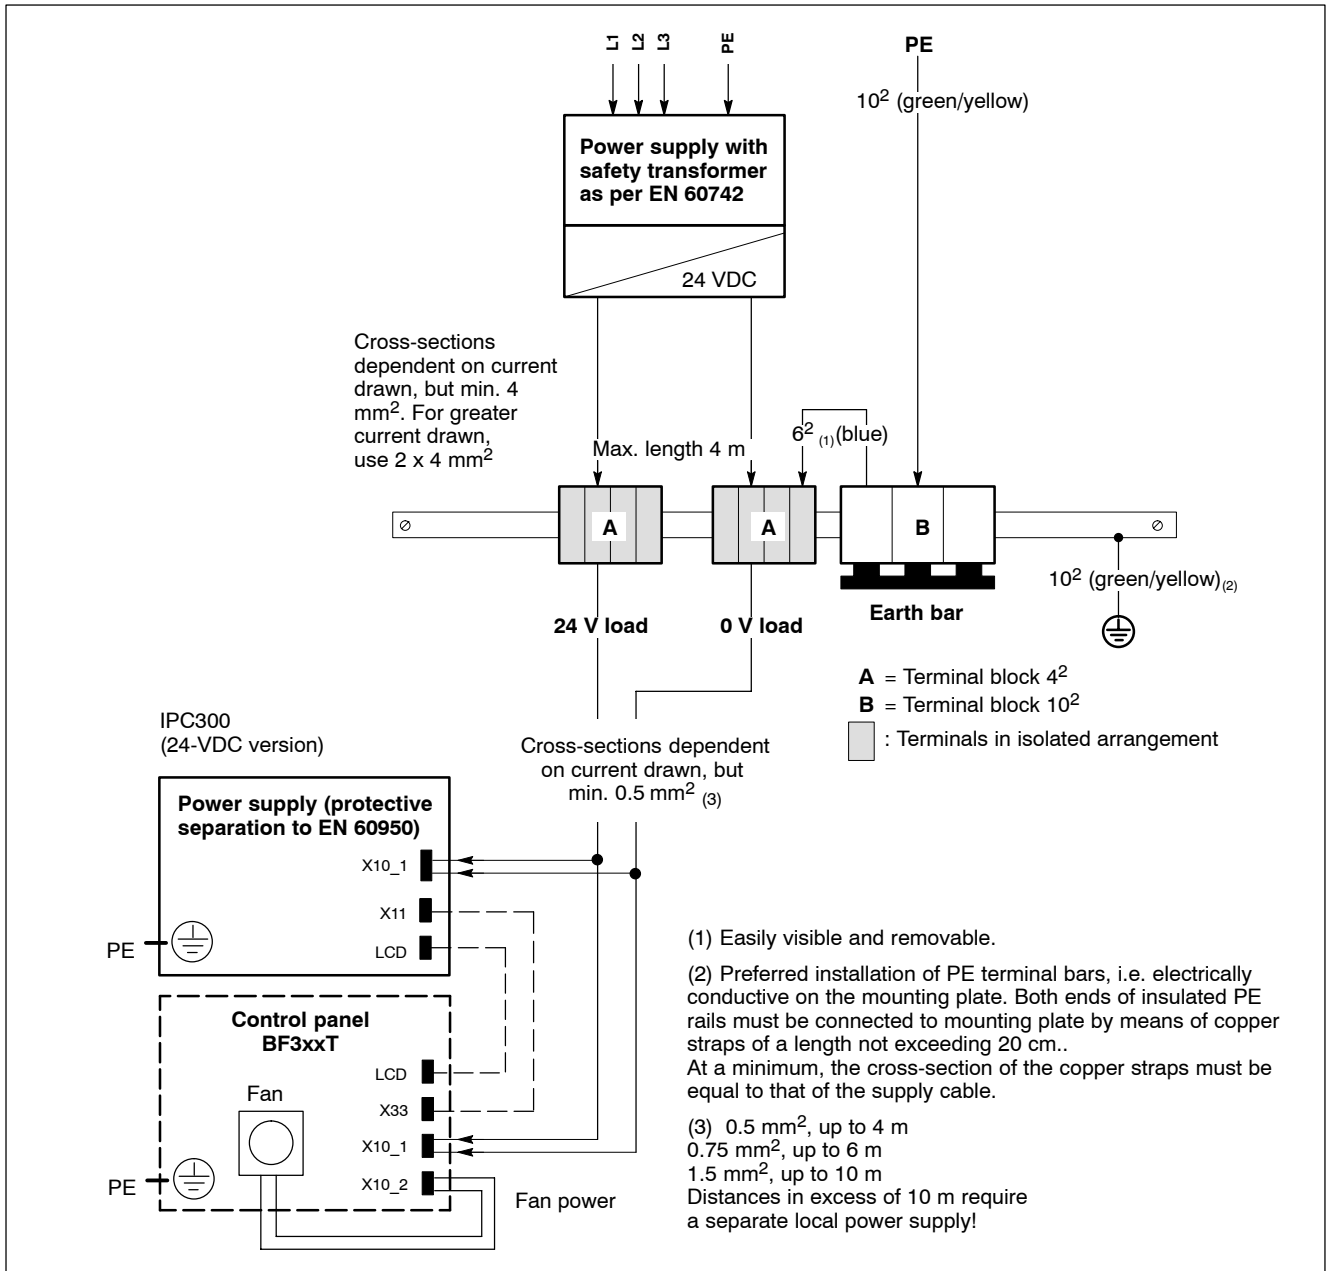 L1 L2 L3 PE
PE
10² (green/yellow)
Power supply with
safety transformer
as per EN 60742
24 VDC
Cross-sections
dependent on current
drawn, but min. 4
mm². For greater
current drawn,
use 2 x 4 mm²
Max. length 4 m
6² (1) (blue)
A
A
B
10² (green/yellow)(2)
Earth bar
24 V load
0 V load
A = Terminal block 4²
B = Terminal block 10²
: Terminals in isolated arrangement
IPC300
(24-VDC version)
Cross-sections dependent
on current drawn, but
min. 0.5 mm² (3)
Power supply (protective
separation to EN 60950)
X10_1
X11
LCD
PE
Control panel
BF3xxT
Fan
LCD
X33
X10_1
X10_2
PE
Fan power
(1) Easily visible and removable.
(2) Preferred installation of PE terminal bars, i.e. electrically
conductive on the mounting plate. Both ends of insulated PE
rails must be connected to mounting plate by means of copper
straps of a length not exceeding 20 cm..
At a minimum, the cross-section of the copper straps must be
equal to that of the supply cable.
(3) 0.5 mm², up to 4 m
0.75 mm², up to 6 m
1.5 mm², up to 10 m
Distances in excess of 10 m require
a separate local power supply!